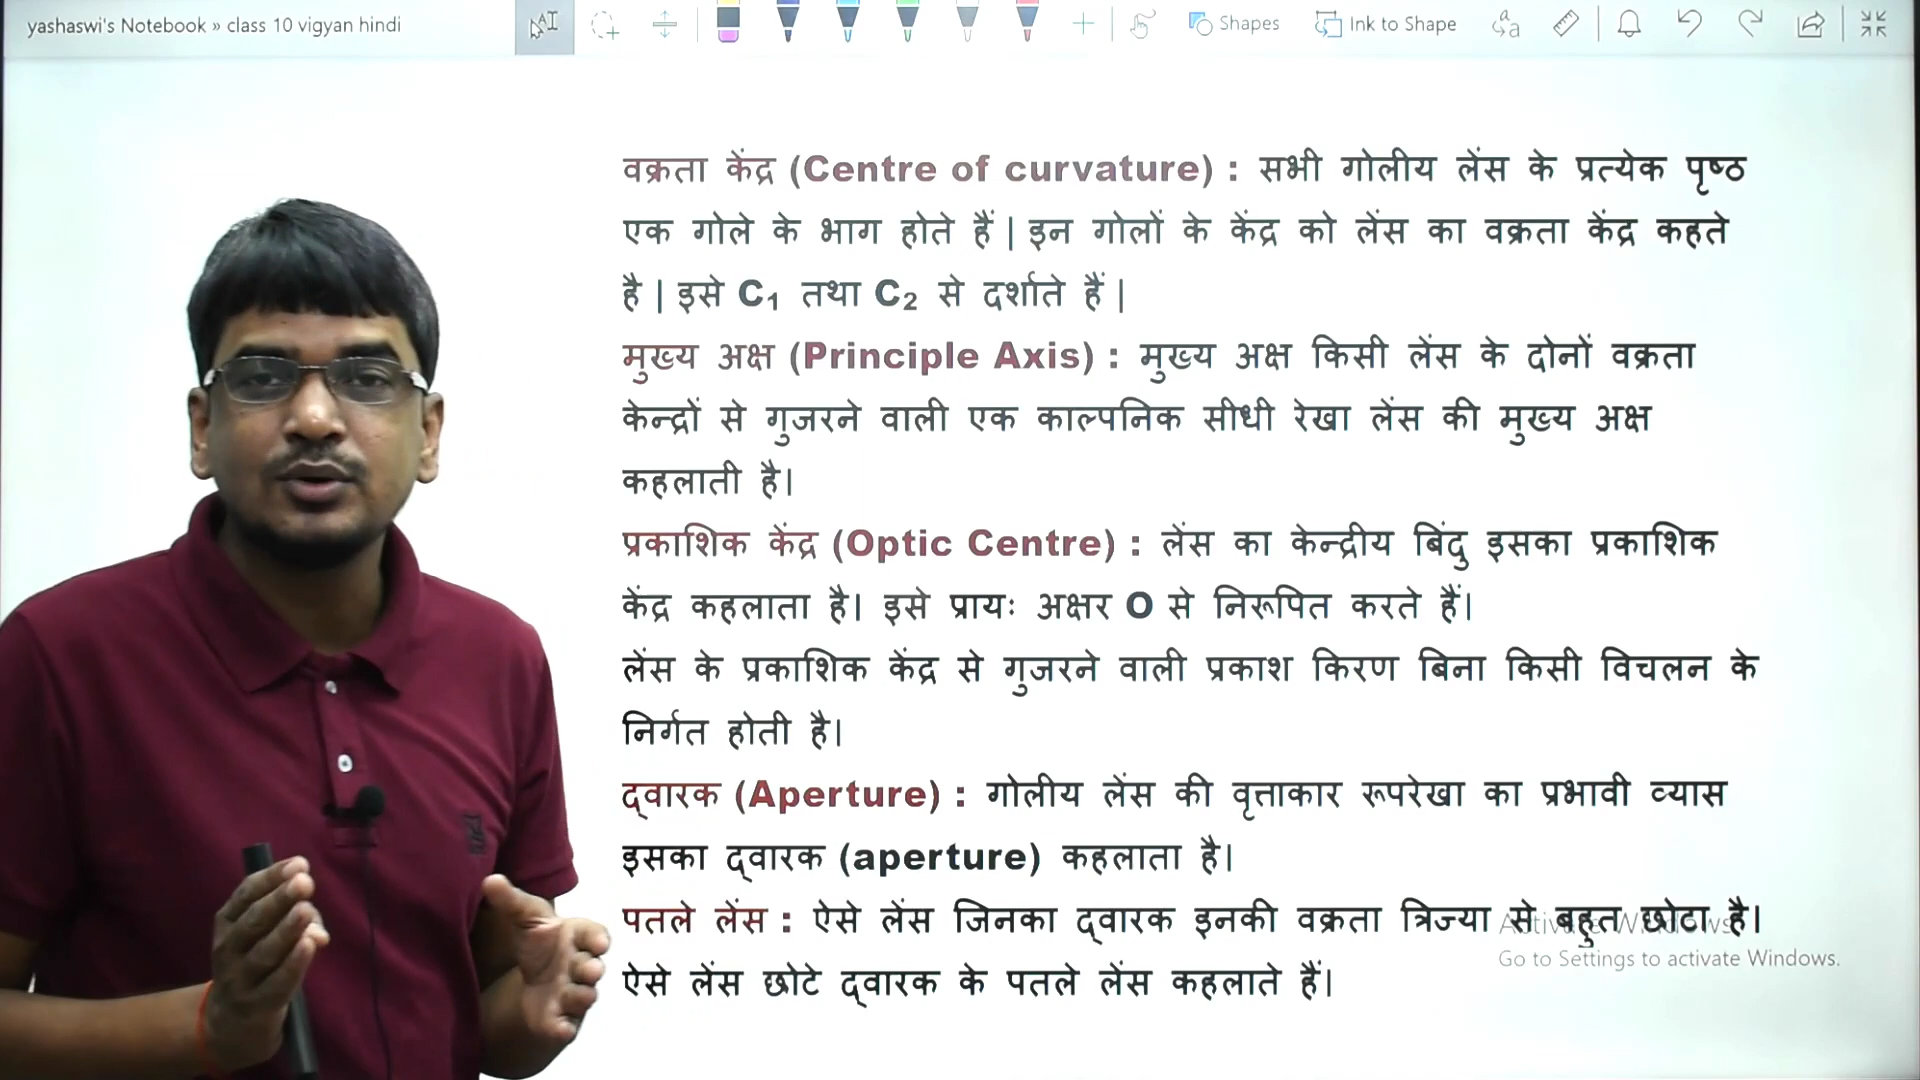 yashaswi's Notebook » class 10 vigyan hindi
Shapes
Ink to Shape
वक्रता केंद्र (Centre of curvature) : सभी गोलीय लेंस के प्रत्येक पृष्ठ
एक गोले के भाग होते हैं | इन गोलों के केंद्र को लेंस का वक्रता केंद्र कहते
है | इसे C₁ तथा C₂ से दर्शाते हैं |
मुख्य अक्ष (Principle Axis) : मुख्य अक्ष किसी लेंस के दोनों वक्रता
केन्द्रों से गुजरने वाली एक काल्पनिक सीधी रेखा लेंस की मुख्य अक्ष
कहलाती है।
प्रकाशिक केंद्र (Optic Centre) : लेंस का केन्द्रीय बिंदु इसका प्रकाशिक
केंद्र कहलाता है। इसे प्रायः अक्षर O से निरूपित करते हैं।
लेंस के प्रकाशिक केंद्र से गुजरने वाली प्रकाश किरण बिना किसी विचलन के
निर्गत होती है।
द्वारक (Aperture) : गोलीय लेंस की वृत्ताकार रूपरेखा का प्रभावी व्यास
इसका द्वारक (aperture) कहलाता है।
पतले लेंस : ऐसे लेंस जिनका द्वारक इनकी वक्रता त्रिज्या से बहुत छोटा है।
ऐसे लेंस छोटे द्वारक के पतले लेंस कहलाते हैं।
Activate Windows
Go to Settings to activate Windows.